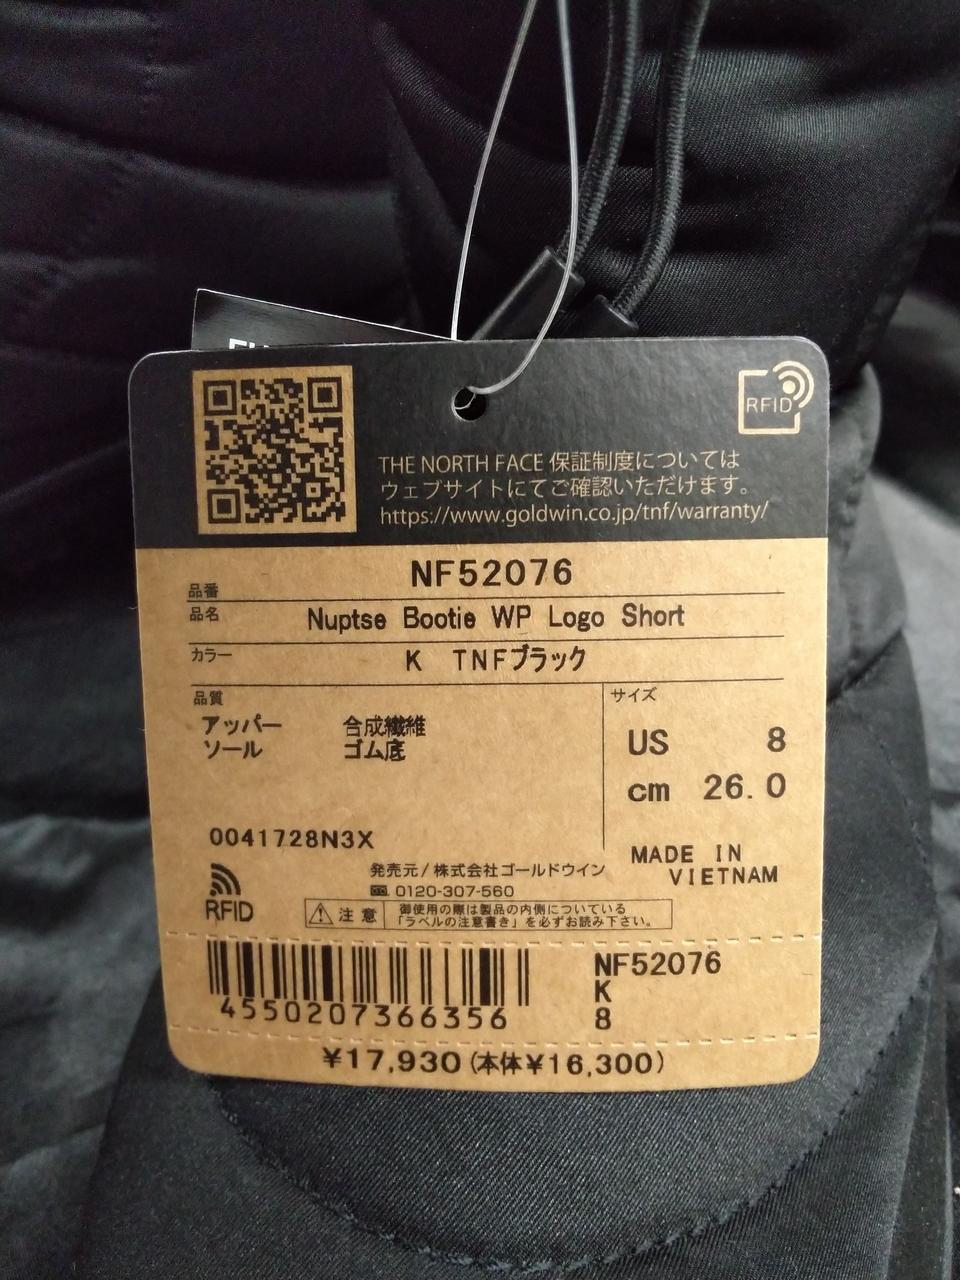 RFID
THE NORTH FACE 保証制度については
ウェブサイトにてご確認いただけます。
https://www.goldwin.co.jp/tnf/warranty/
品番 NF52076
品名 Nuptse Bootie WP Logo Short
カラー K TNFブラック
品質
アッパー 合成繊維
ソール ゴム底
サイズ
US 8
cm 26.0
0041728N3X
MADE IN
VIETNAM
RFID
発売元/株式会社ゴールドウイン
0120-307-560
注意
御使用の際は製品の内側についている
「ラベルの注意書き」を必ずお読み下さい。
4550207366356
NF52076
K
8
¥17,930(本体¥16,300)